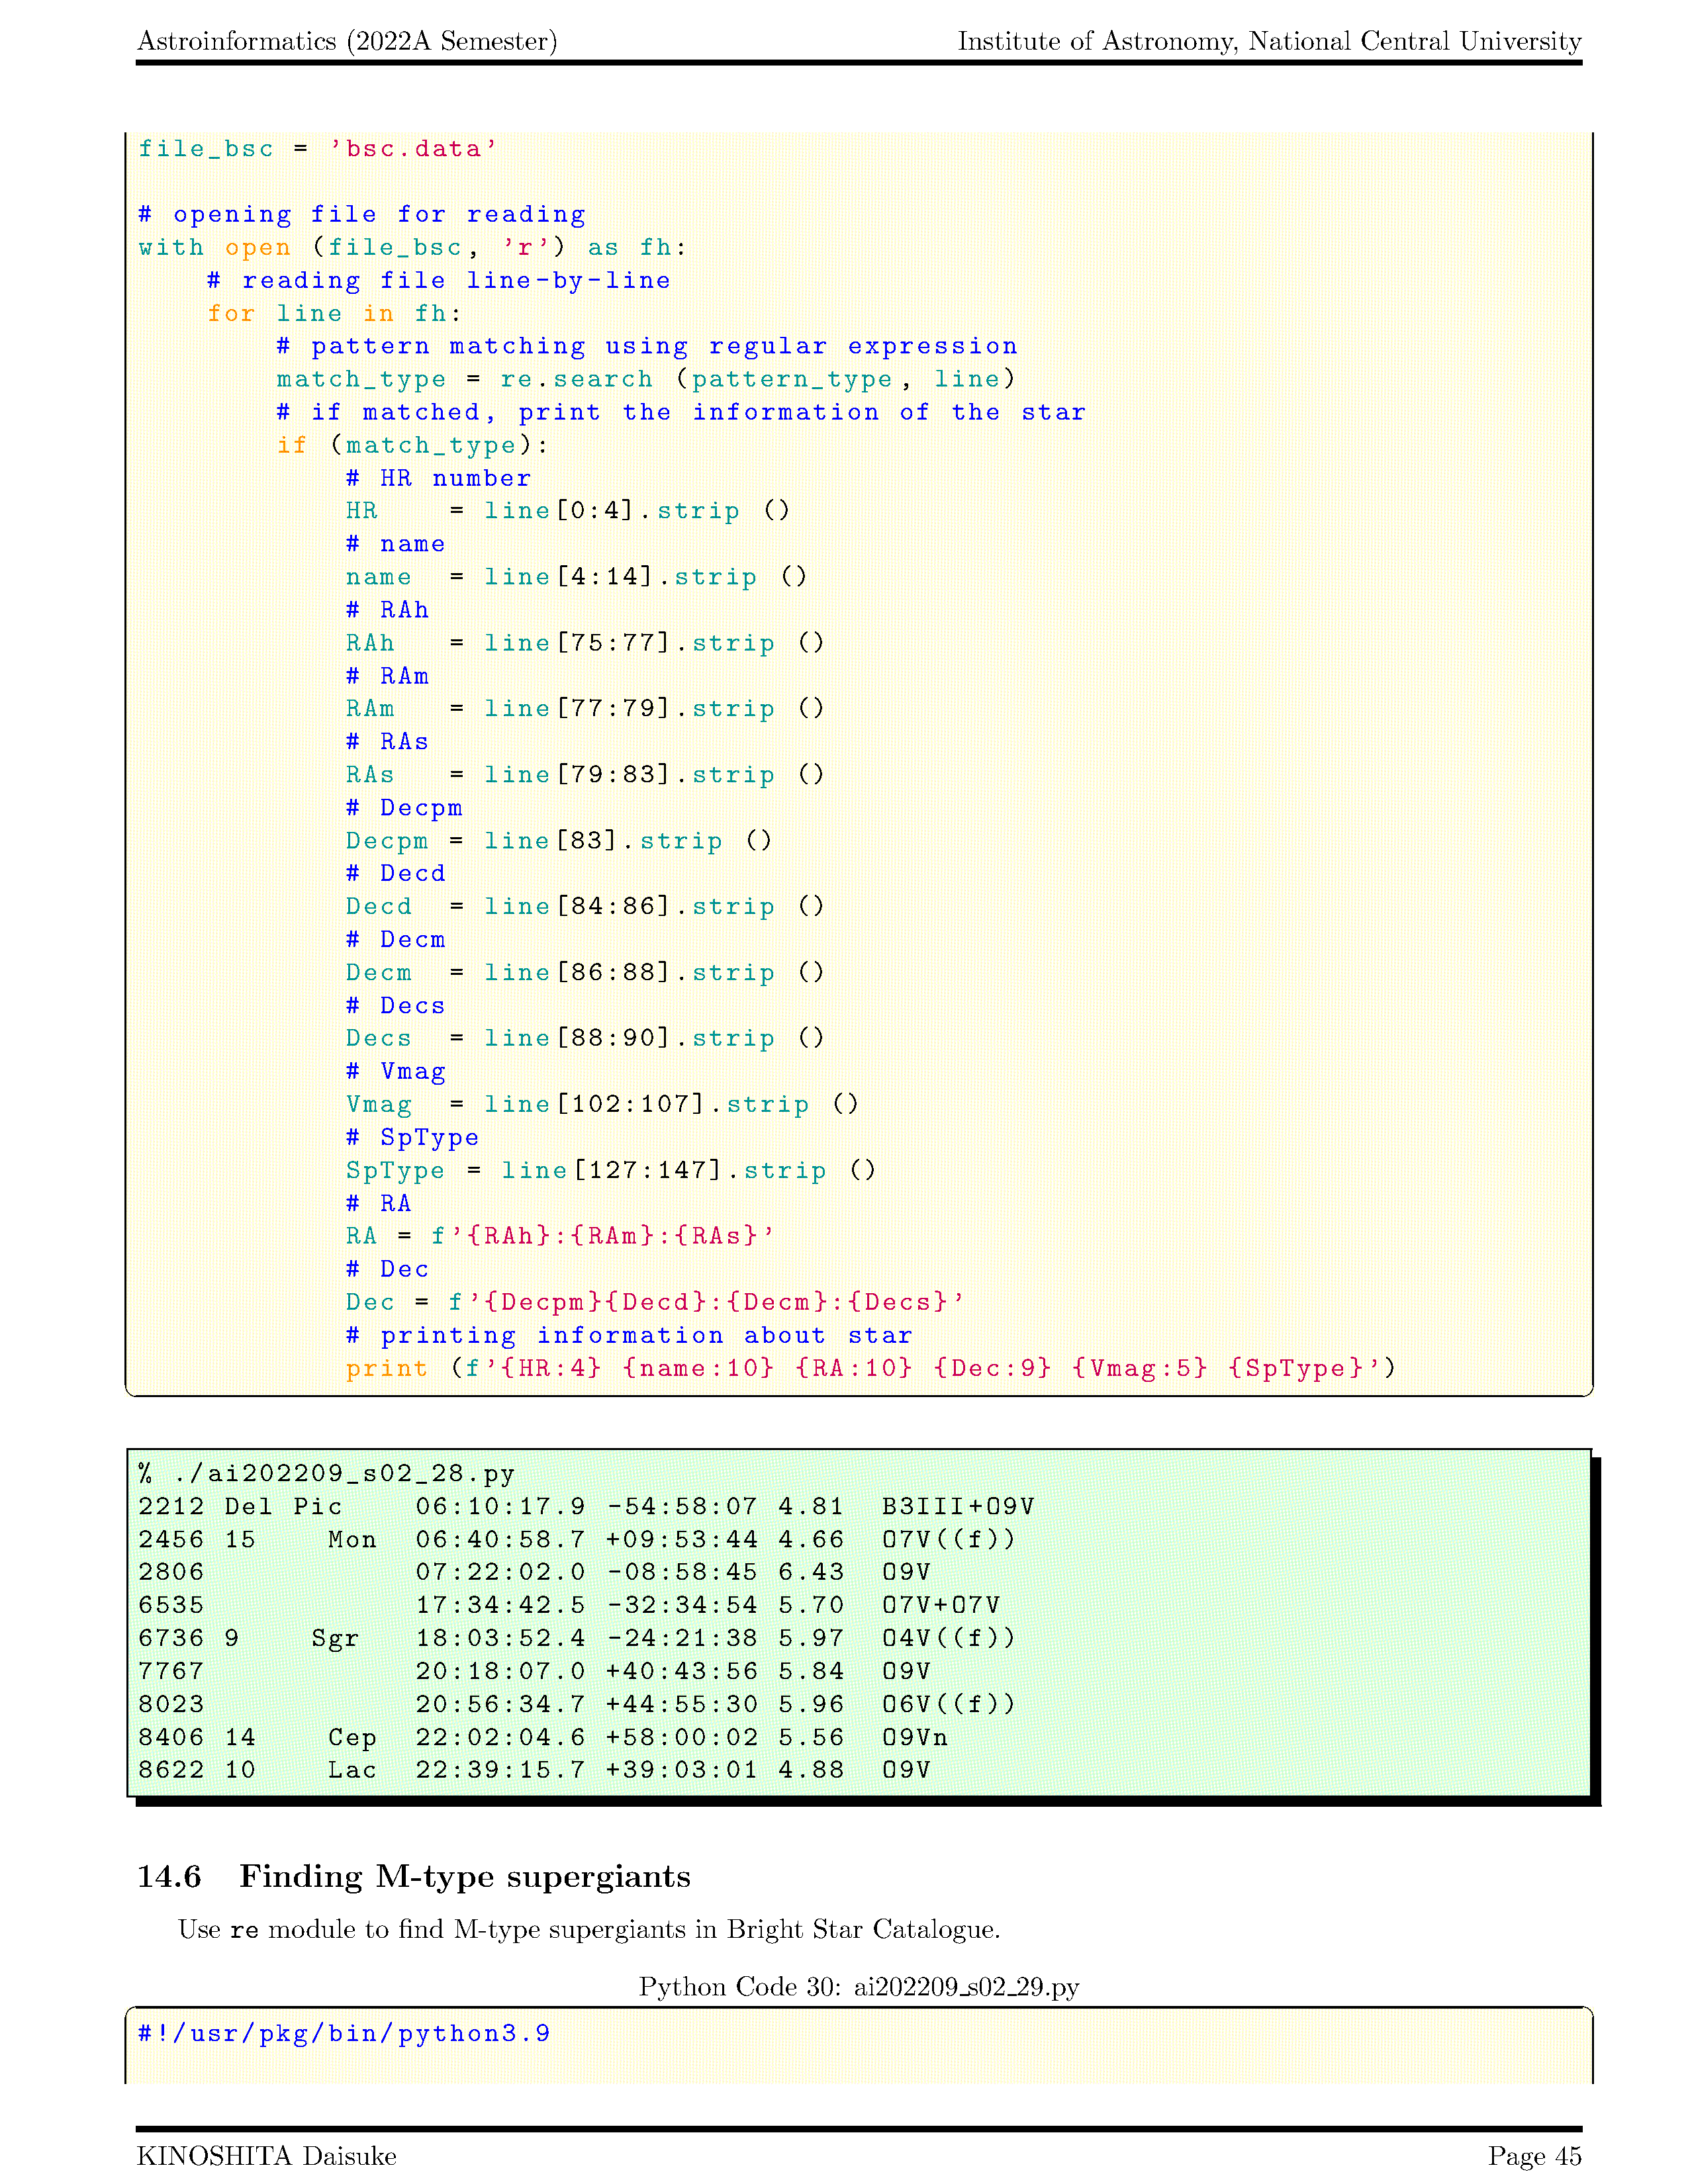 Astroinformatics (2022A Semester) Institute of Astronomy, National Central University
file_bsc = 'bsc.data'
# opening file for reading
with open (file_bsc, 'r') as fh:
    # reading file line-by-line
    for line in fh:
        # pattern matching using regular expression
        match_type = re.search (pattern_type, line)
        # if matched, print the information of the star
        if (match_type):
            # HR number
            HR    = line[0:4].strip ()
            # name
            name  = line[4:14].strip ()
            # RAh
            RAh   = line[75:77].strip ()
            # RAm
            RAm   = line[77:79].strip ()
            # RAs
            RAs   = line[79:83].strip ()
            # Decpm
            Decpm = line[83].strip ()
            # Decd
            Decd  = line[84:86].strip ()
            # Decm
            Decm  = line[86:88].strip ()
            # Decs
            Decs  = line[88:90].strip ()
            # Vmag
            Vmag  = line[102:107].strip ()
            # SpType
            SpType = line[127:147].strip ()
            # RA
            RA = f'{RAh}:{RAm}:{RAs}'
            # Dec
            Dec = f'{Decpm}{Decd}:{Decm}:{Decs}'
            # printing information about star
            print (f'{HR:4} {name:10} {RA:10} {Dec:9} {Vmag:5} {SpType}')
% ./ai202209_s02_28.py
2212 Del Pic    06:10:17.9 -54:58:07 4.81  B3III+O9V
2456 15    Mon  06:40:58.7 +09:53:44 4.66  O7V((f))
2806            07:22:02.0 -08:58:45 6.43  O9V
6535            17:34:42.5 -32:34:54 5.70  O7V+O7V
6736 9    Sgr   18:03:52.4 -24:21:38 5.97  O4V((f))
7767            20:18:07.0 +40:43:56 5.84  O9V
8023            20:56:34.7 +44:55:30 5.96  O6V((f))
8406 14    Cep  22:02:04.6 +58:00:02 5.56  O9Vn
8622 10    Lac  22:39:15.7 +39:03:01 4.88  O9V
14.6 Finding M-type supergiants
Use re module to find M-type supergiants in Bright Star Catalogue.
Python Code 30: ai202209_s02_29.py
#!/usr/pkg/bin/python3.9
KINOSHITA Daisuke Page 45